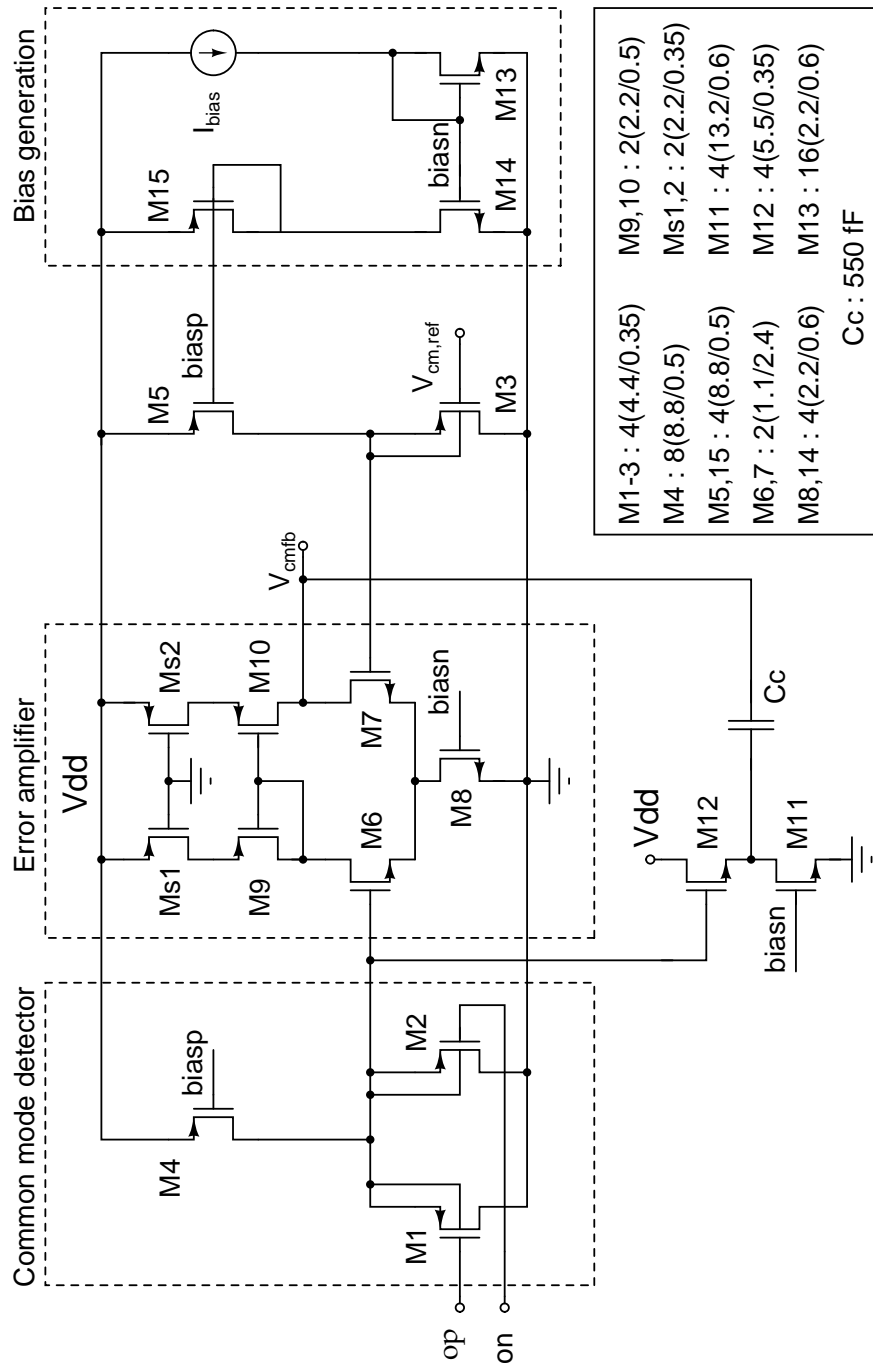 Common mode detector
Error amplifier
Bias generation
Vdd
M4
biasp
M1
M2
op
on
Ms1
Ms2
M9
M10
M6
M7
M8
biasn
Vcmfb
M5
biasp
M3
Vcm,ref
M15
Ibias
biasn
M14
M13
Vdd
M12
M11
biasn
Cc
M1-3 : 4(4.4/0.35)
M4 : 8(8.8/0.5)
M5,15 : 4(8.8/0.5)
M6,7 : 2(1.1/2.4)
M8,14 : 4(2.2/0.6)
M9,10 : 2(2.2/0.5)
Ms1,2 : 2(2.2/0.35)
M11 : 4(13.2/0.6)
M12 : 4(5.5/0.35)
M13 : 16(2.2/0.6)
Cc : 550 fF